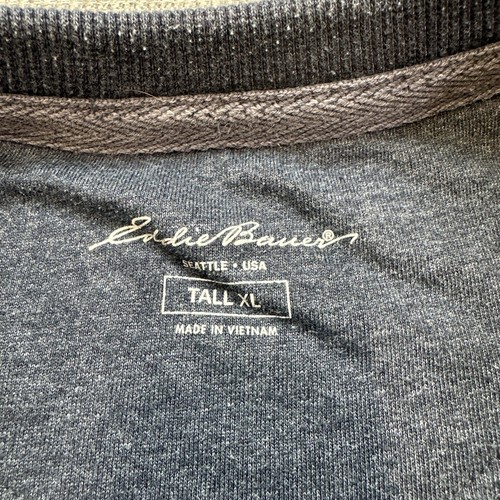 Eddie Bauer®
SEATTLE • USA
TALL XL
MADE IN VIETNAM